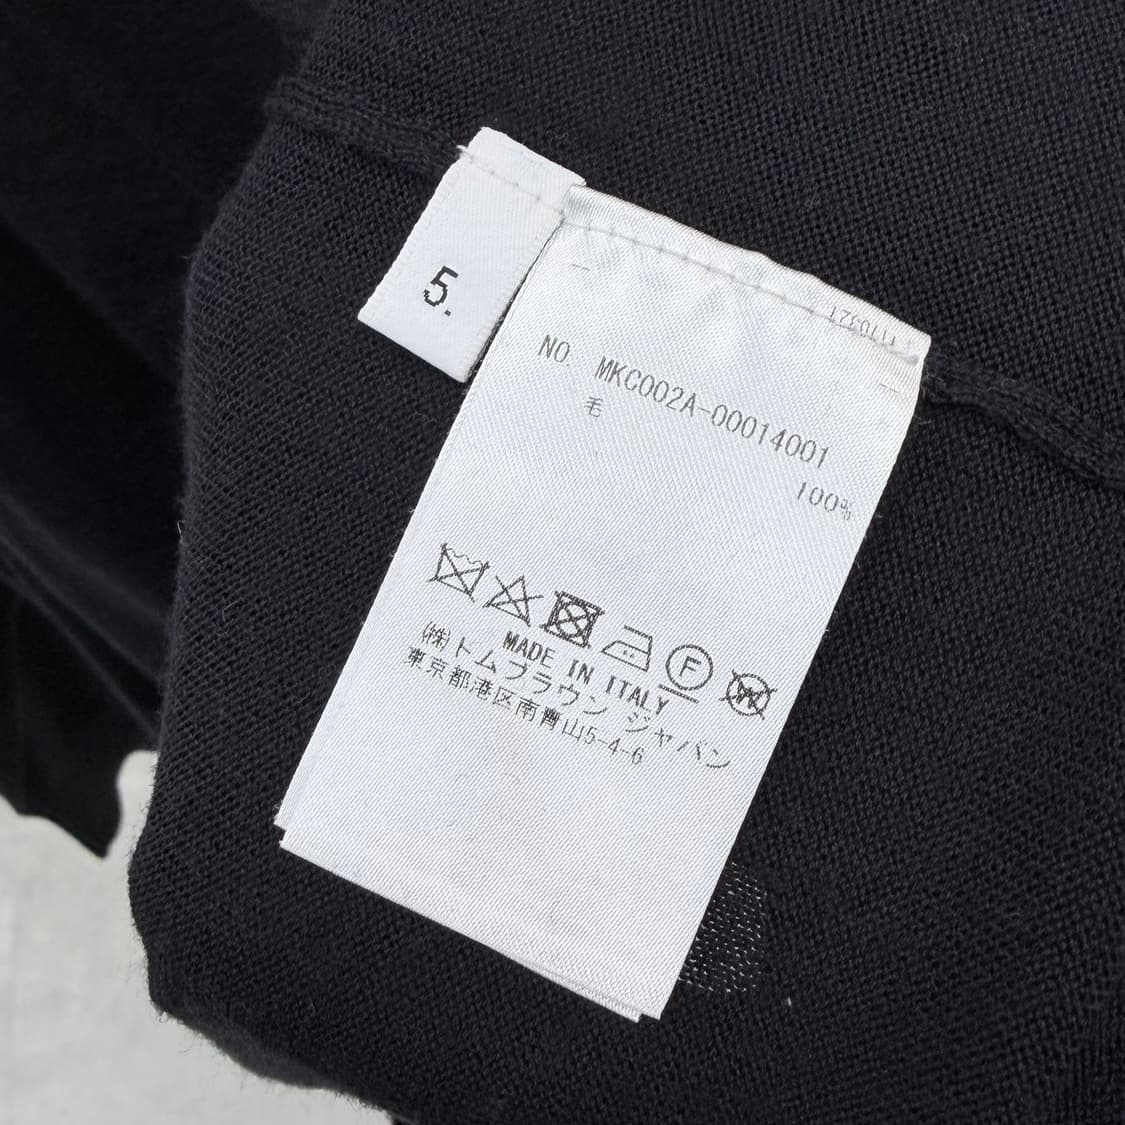 5.
NO. MKC002A-00014001
毛
100%
F
W
MADE IN ITALY
(株)トムブラウン ジャパン
東京都港区南青山5-4-6